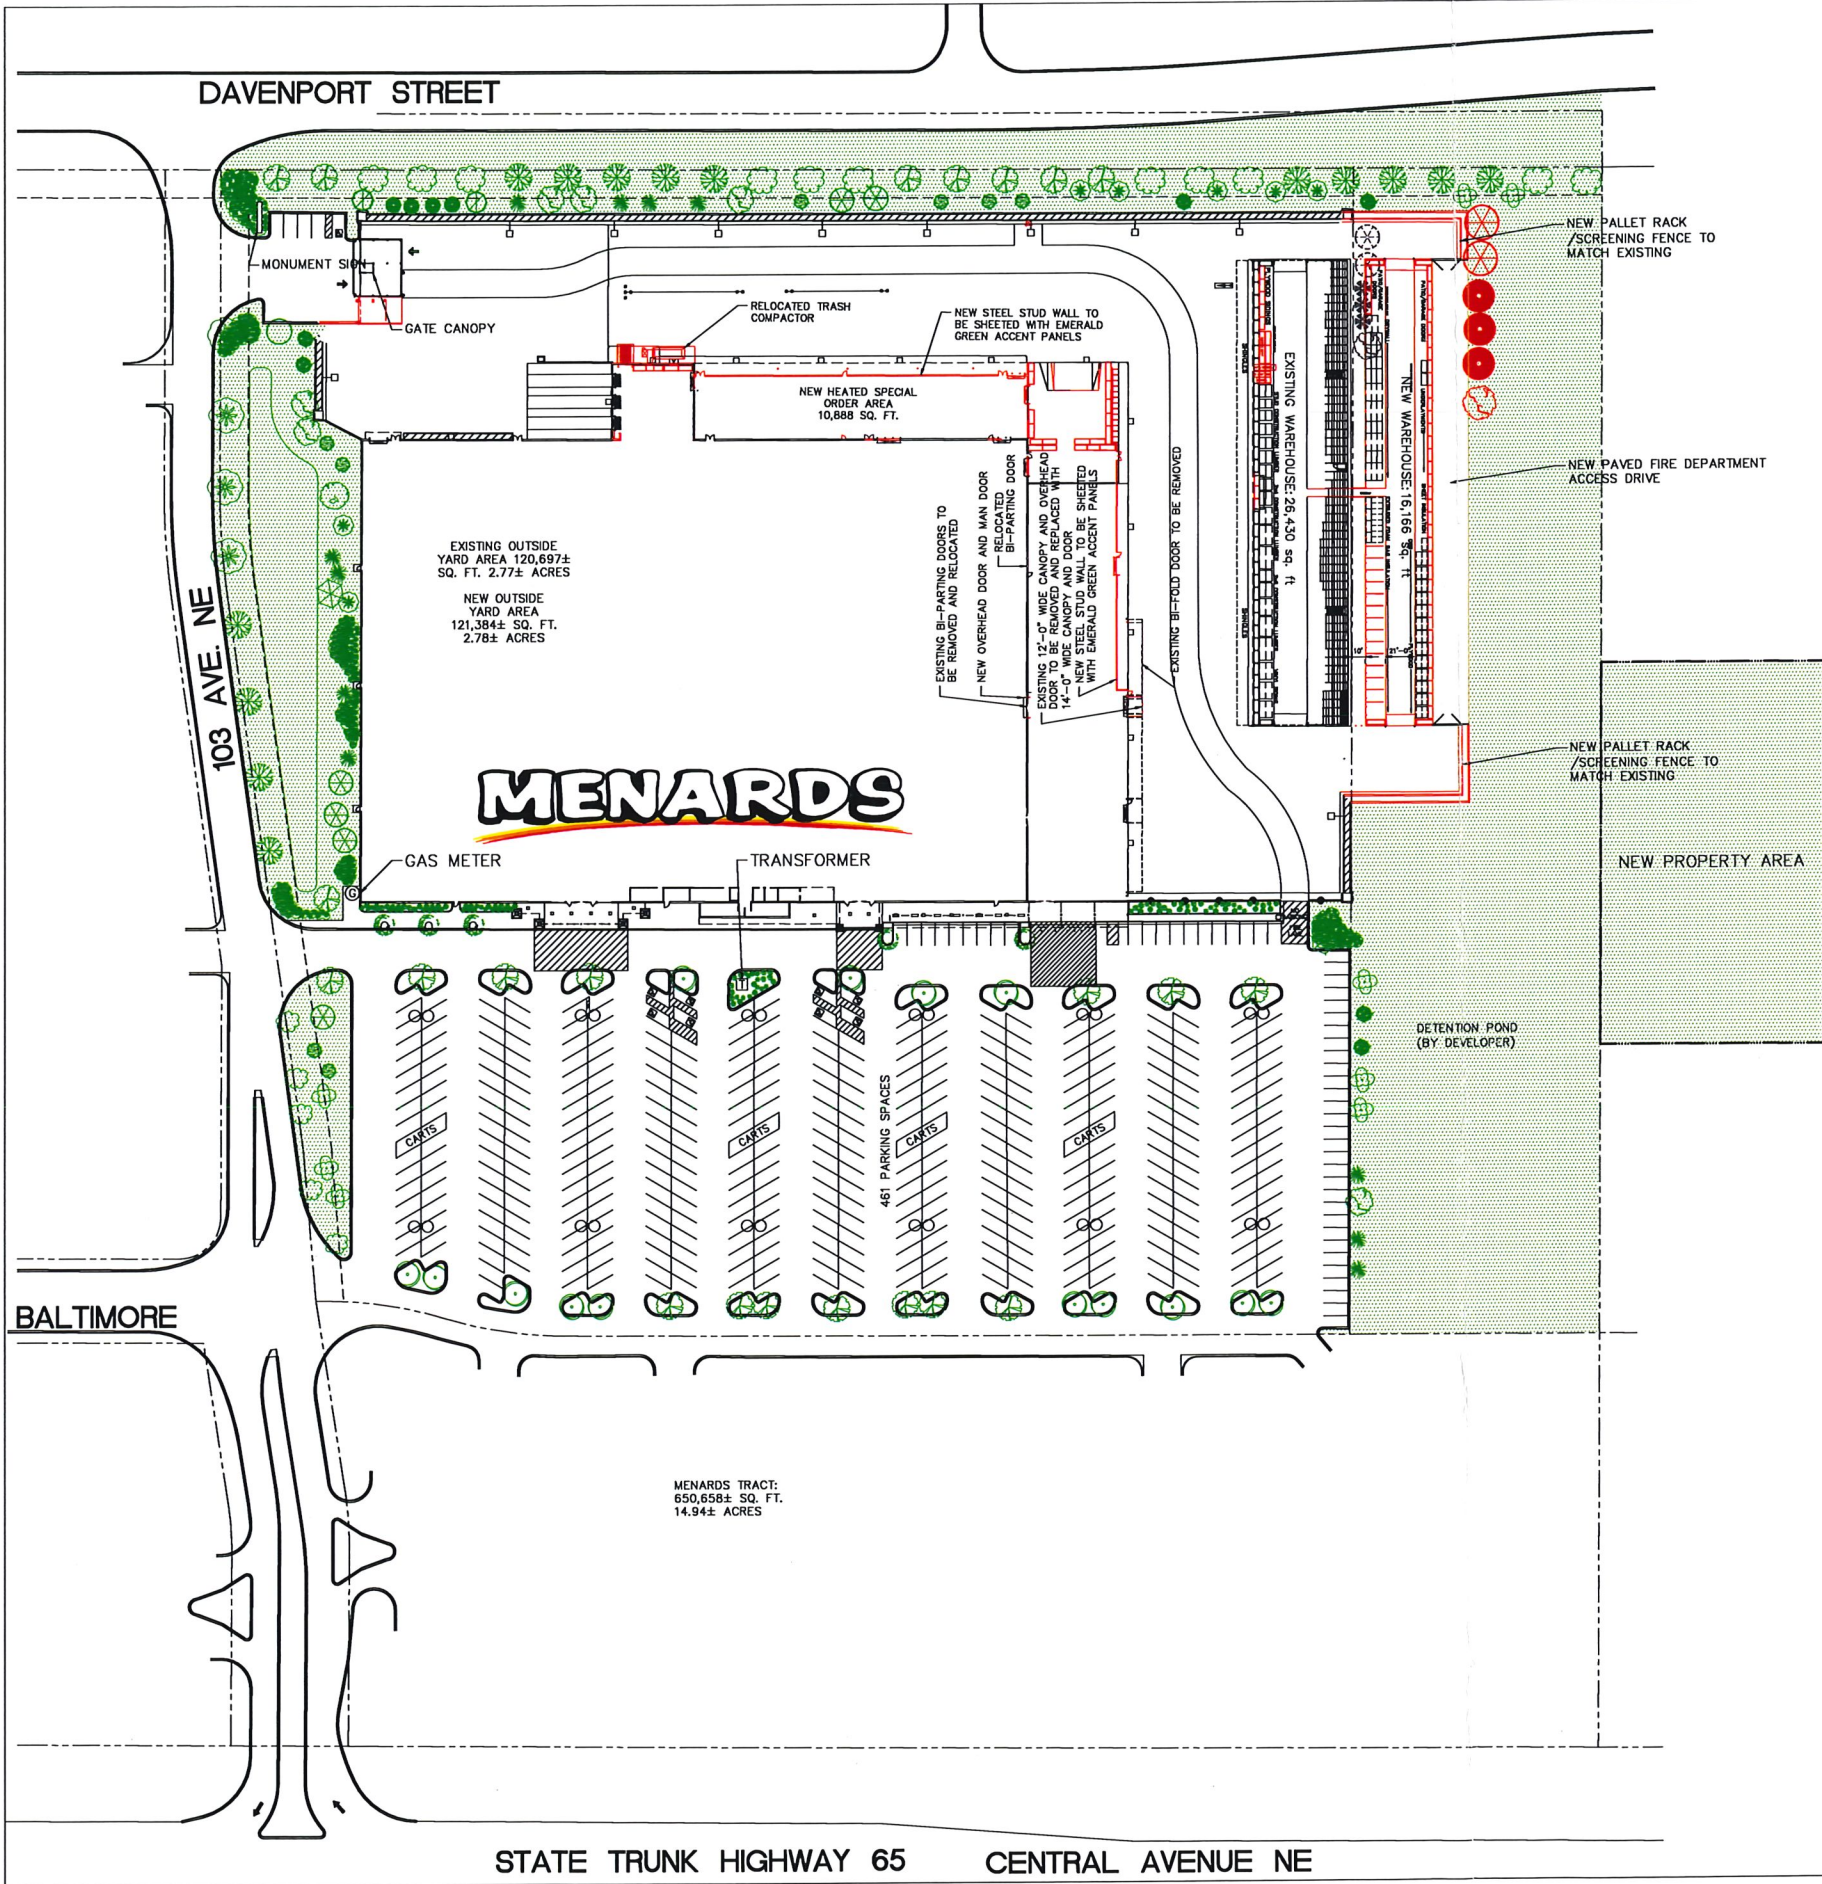 DAVENPORT STREET
MONUMENT SIGN
GATE CANOPY
RELOCATED TRASH
COMPACTOR
NEW STEEL STUD WALL TO
BE SHEETED WITH EMERALD
GREEN ACCENT PANELS
NEW HEATED SPECIAL
ORDER AREA
10,888 SQ. FT.
NEW PALLET RACK
/SCREENING FENCE TO
MATCH EXISTING
NEW PAVED FIRE DEPARTMENT
ACCESS DRIVE
EXISTING WAREHOUSE: 26,430 sq. ft
NEW WAREHOUSE: 16,166 sq. ft
SHINGLES
SHINGLES
10'
21'-0"
EXISTING OUTSIDE
YARD AREA 120,697±
SQ. FT. 2.77± ACRES
NEW OUTSIDE
YARD AREA
121,384± SQ. FT.
2.78± ACRES
EXISTING BI-PARTING DOORS TO
BE REMOVED AND RELOCATED
NEW OVERHEAD DOOR AND MAN DOOR
RELOCATED
BI-PARTING DOOR
EXISTING 12'-0" WIDE CANOPY AND OVERHEAD
DOOR TO BE REMOVED AND REPLACED WITH
14'-0" WIDE CANOPY AND DOOR
NEW STEEL STUD WALL TO BE SHEETED
WITH EMERALD GREEN ACCENT PANELS
EXISTING BI-FOLD DOOR TO BE REMOVED
103 AVE. NE
NEW PALLET RACK
/SCREENING FENCE TO
MATCH EXISTING
MENARDS
GAS METER
TRANSFORMER
G
NEW PROPERTY AREA
DETENTION POND
(BY DEVELOPER)
461 PARKING SPACES
CARTS
CARTS
CARTS
CARTS
BALTIMORE
MENARDS TRACT:
650,658± SQ. FT.
14.94± ACRES
STATE TRUNK HIGHWAY 65 CENTRAL AVENUE NE